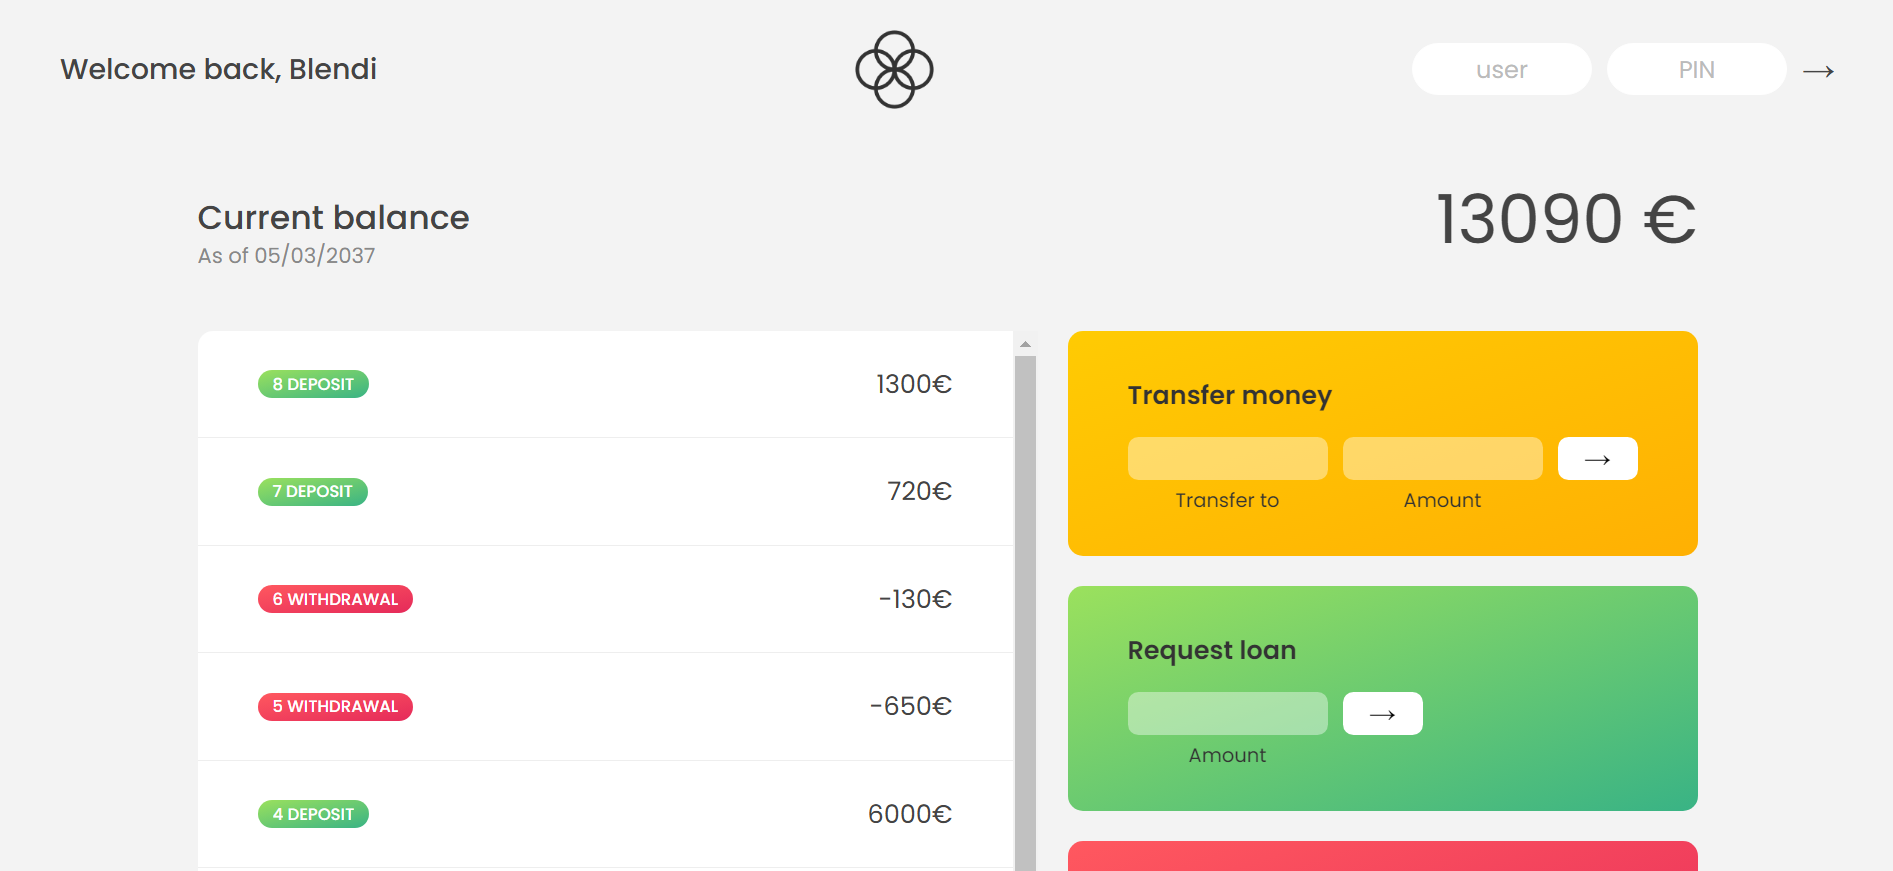 Welcome back, Blendi
user
PIN
→
Current balance
As of 05/03/2037
13090 €
8 DEPOSIT
1300€
7 DEPOSIT
720€
6 WITHDRAWAL
-130€
5 WITHDRAWAL
-650€
4 DEPOSIT
6000€
Transfer money
→
Transfer to
Amount
Request loan
→
Amount